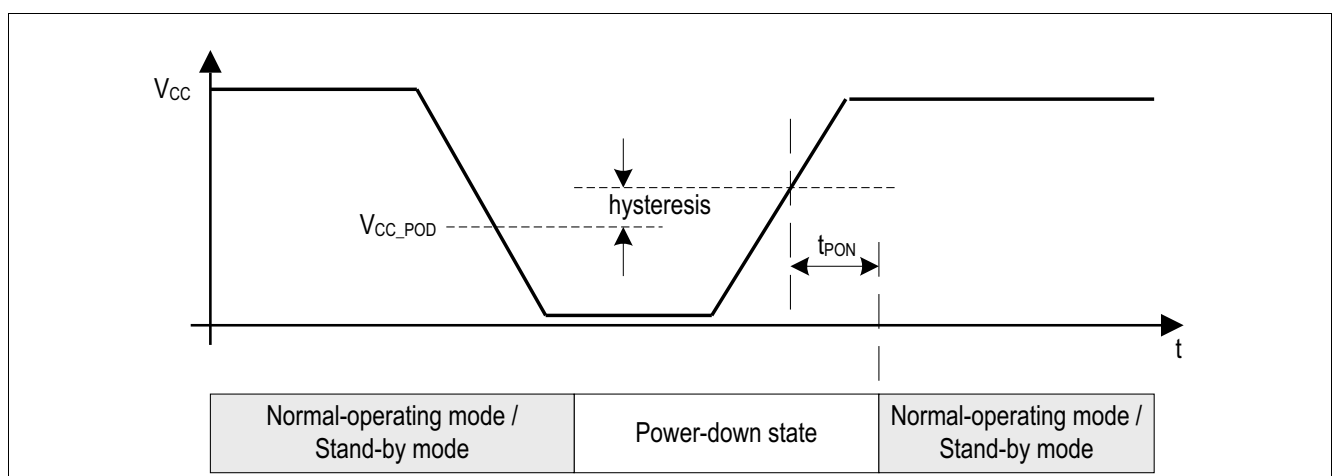 VCC
hysteresis
VCC_POD
tPON
t
Normal-operating mode /
Stand-by mode
Power-down state
Normal-operating mode /
Stand-by mode